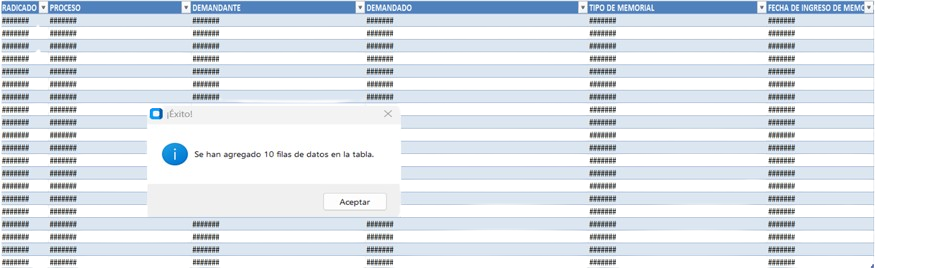 RADICADO PROCESO DEMANDANTE DEMANDADO TIPO DE MEMORIAL FECHA DE INGRESO DE MEMO
####### ####### ####### ####### ####### #######
####### ####### ####### ####### ####### #######
####### ####### ####### ####### ####### #######
####### ####### ####### ####### ####### #######
####### ####### ####### ####### ####### #######
####### ####### ####### ####### ####### #######
####### ####### ####### ####### ####### #######
####### ####### ####### #######
####### ####### ####### #######
####### ####### ####### #######
####### ####### ####### #######
####### ####### ####### #######
####### ####### ####### #######
####### ####### ####### #######
####### ####### ####### #######
####### ####### ####### #######
####### ####### ####### ####### ####### #######
####### ####### ####### ####### ####### #######
####### ####### ####### ####### ####### #######
####### ####### ####### ####### ####### #######
¡Éxito!
Se han agregado 10 filas de datos en la tabla.
Aceptar